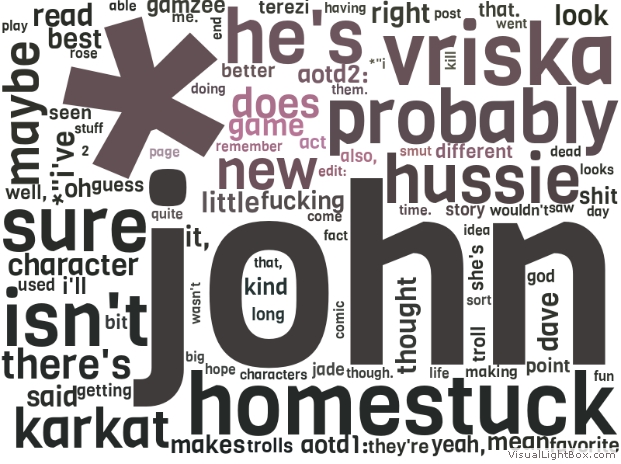 play
able
gamzee
me.
end
terezi
having
right
post
that.
went
look
read
best
rose
he's
vriska
*"i
kill
maybe
*
better
aotd2:
doing
them.
does
game
remember
act
probably
seen
stuff
2
i've
*"
page
also,
smut
different
dead
new
edit:
hussie
looks
shit
well,
oh
guess
little
fucking
time.
story
wouldn't
saw
day
quite
come
fact
idea
sure
john
it,
character
that,
kind
long
she's
god
used
i'll
isn't
bit
wasn't
comic
thought
sort
troll
dave
there's
big
hope
characters
jade
though.
life
making
point
fun
said
getting
homestuck
karkat
makes
trolls
aotd1:
they're
yeah,
mean
favorite
VisualLightBox.com